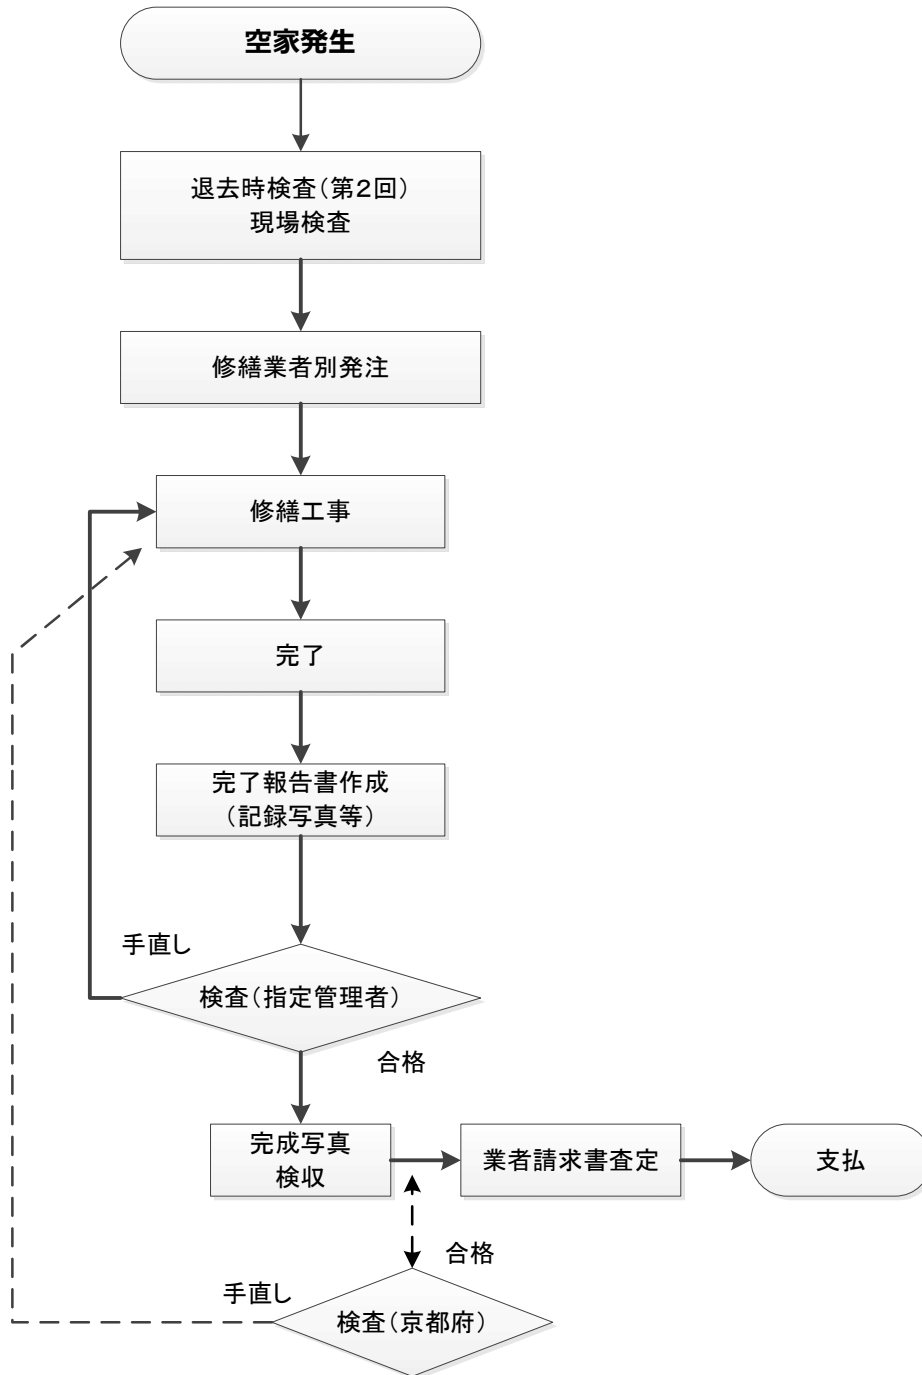 空家発生
退去時検査（第２回）
現場検査
修繕業者別発注
修繕工事
完了
完了報告書作成
（記録写真等）
手直し
検査（指定管理者）
合格
完成写真
検収
業者請求書査定
支払
合格
手直し
検査（京都府）